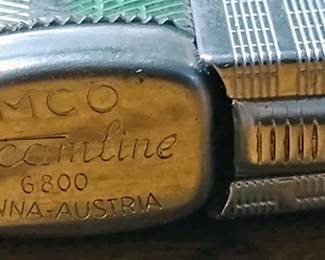 MCO
reamline
6800
NNA-AUSTRIA